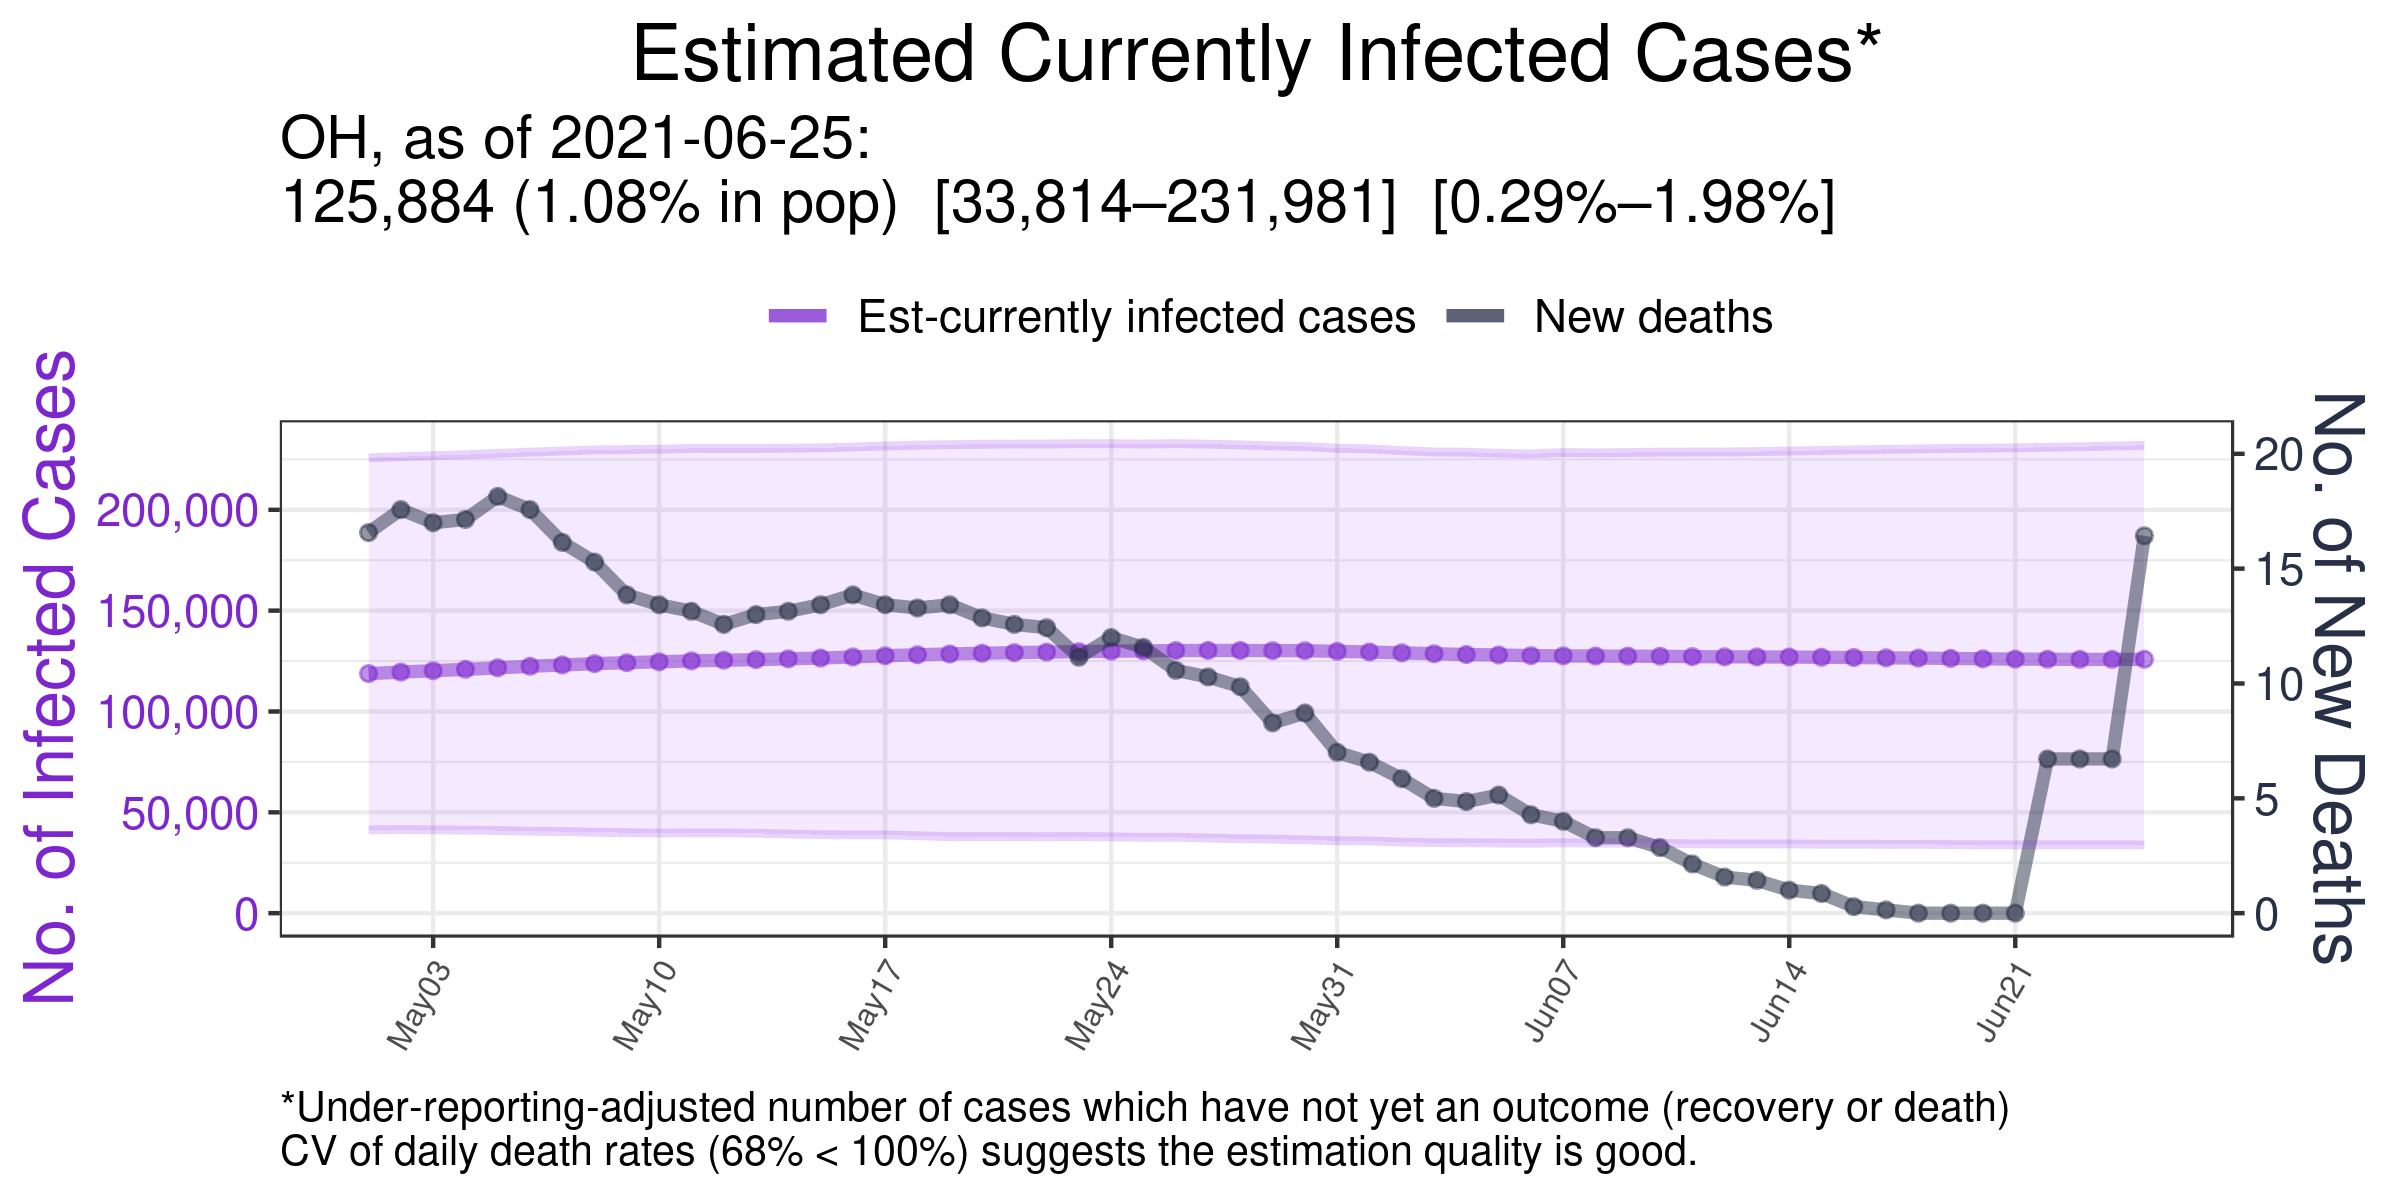 Estimated Currently Infected Cases*
OH, as of 2021-06-25:
125,884 (1.08% in pop)  [33,814–231,981]  [0.29%–1.98%]
Est-currently infected cases
New deaths
No. of Infected Cases
200,000
150,000
100,000
50,000
0
20
15
10
5
0
No. of New Deaths
May03
May10
May17
May24
May31
Jun07
Jun14
Jun21
*Under-reporting-adjusted number of cases which have not yet an outcome (recovery or death)
CV of daily death rates (68% < 100%) suggests the estimation quality is good.